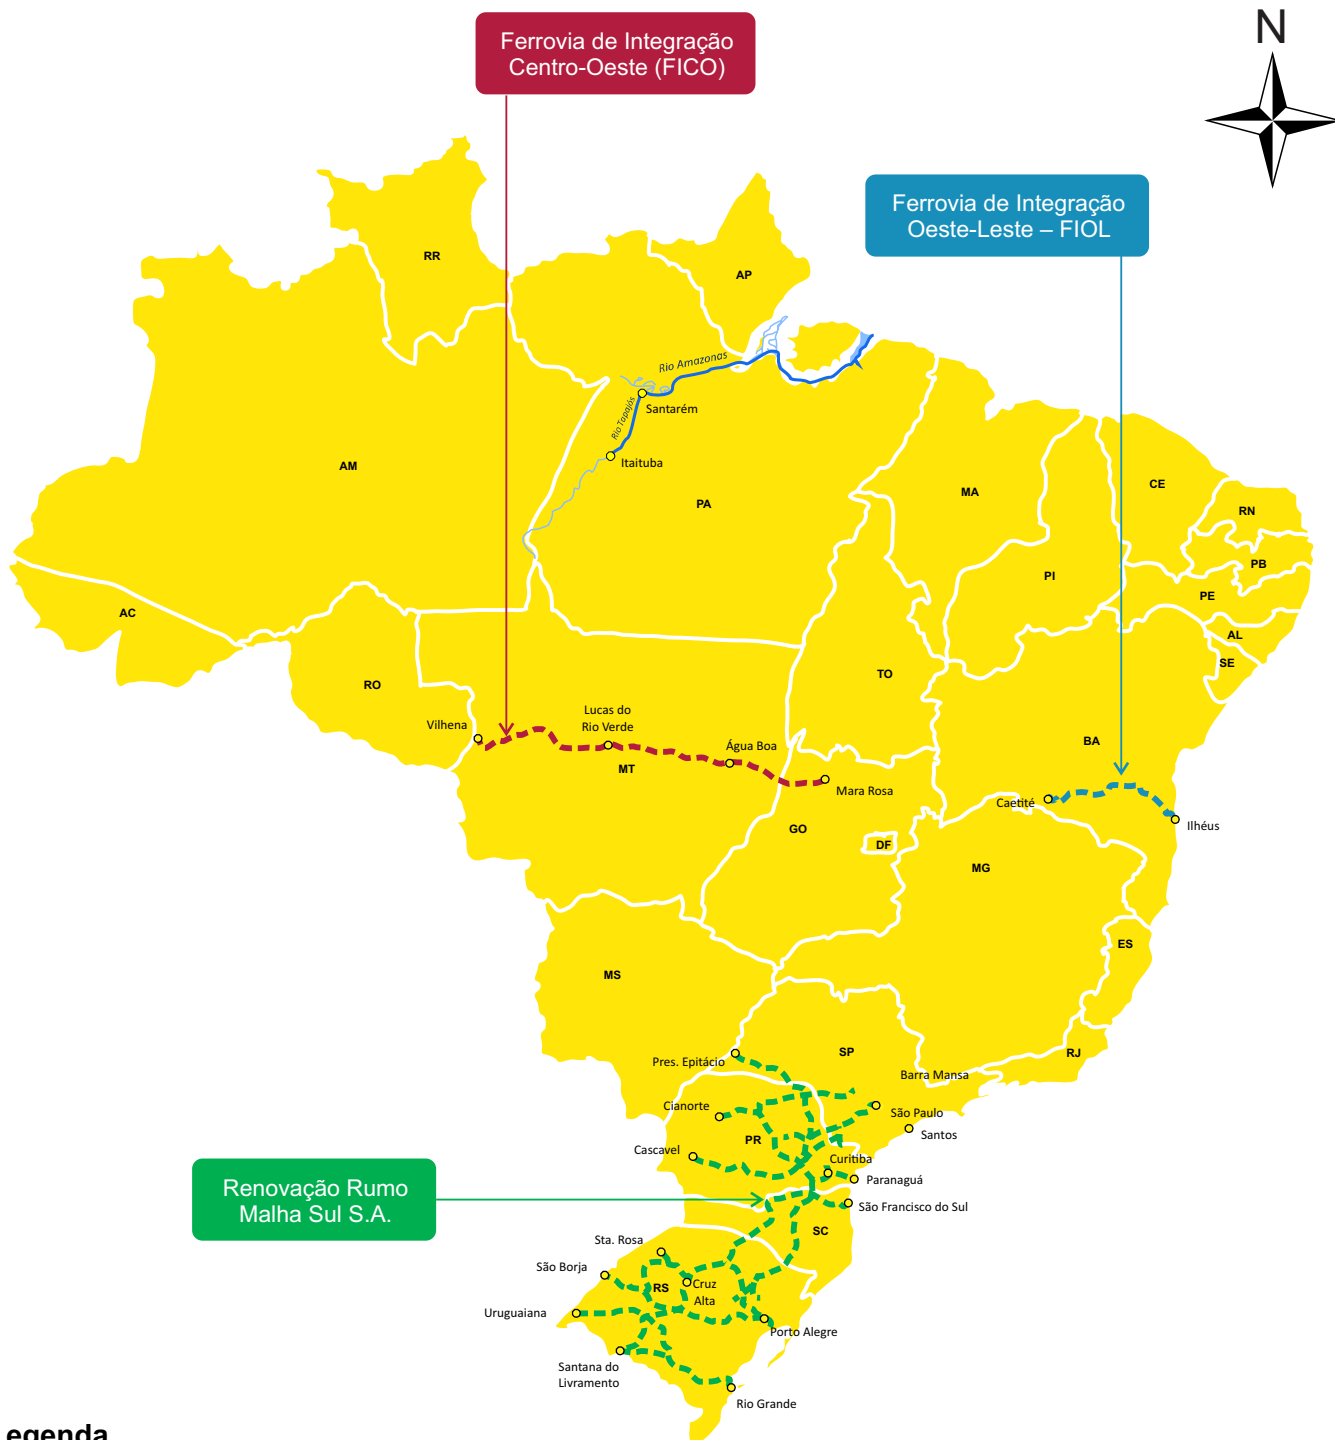 Ferrovia de Integração
Centro-Oeste (FICO)
N
Ferrovia de Integração
Oeste-Leste – FIOL
RR
AP
Rio Amazonas
Santarém
Rio Tapajós
Itaituba
AM
PA
MA
CE
RN
PB
PI
PE
AC
AL
SE
TO
RO
Lucas do
Rio Verde
Vilhena
BA
Água Boa
MT
Mara Rosa
Caetité
Ilhéus
GO
DF
MG
ES
MS
SP
RJ
Pres. Epitácio
Barra Mansa
Cianorte
São Paulo
Santos
PR
Cascavel
Curitiba
Paranaguá
Renovação Rumo
Malha Sul S.A.
São Francisco do Sul
SC
Sta. Rosa
São Borja
RS
Cruz
Alta
Uruguaiana
Porto Alegre
Santana do
Livramento
Rio Grande
egenda